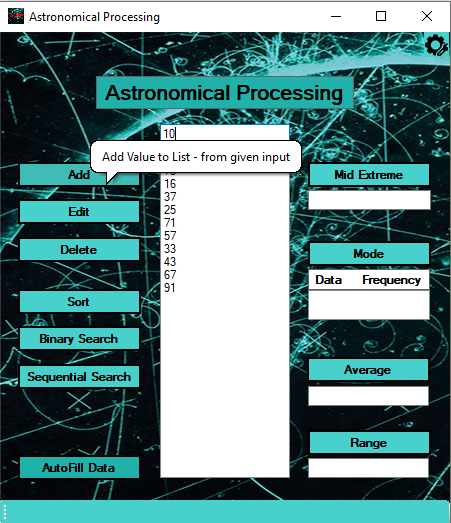 Astronomical Processing
Astronomical Processing
10
Add Value to List - from given input
Add
Edit
Delete
Sort
Binary Search
Sequential Search
AutoFill Data
16
37
25
71
57
33
43
67
91
Mid Extreme
Mode
Data Frequency
Average
Range